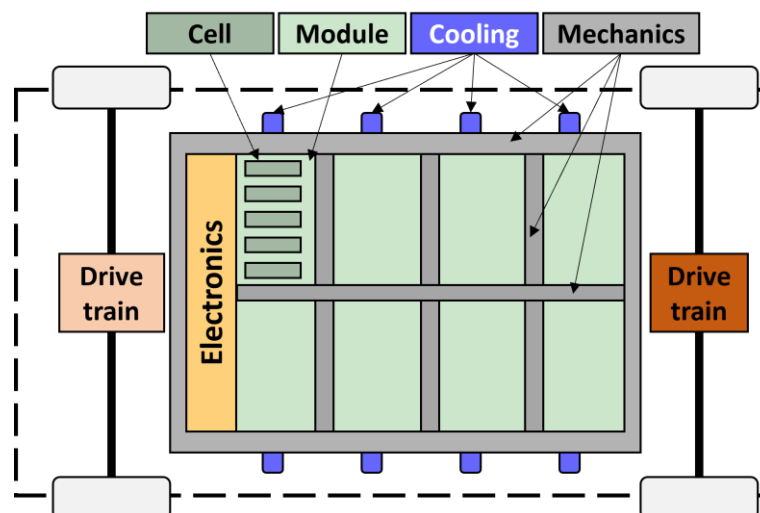 Cell
Module
Cooling
Mechanics
Electronics
Drive
train
Drive
train